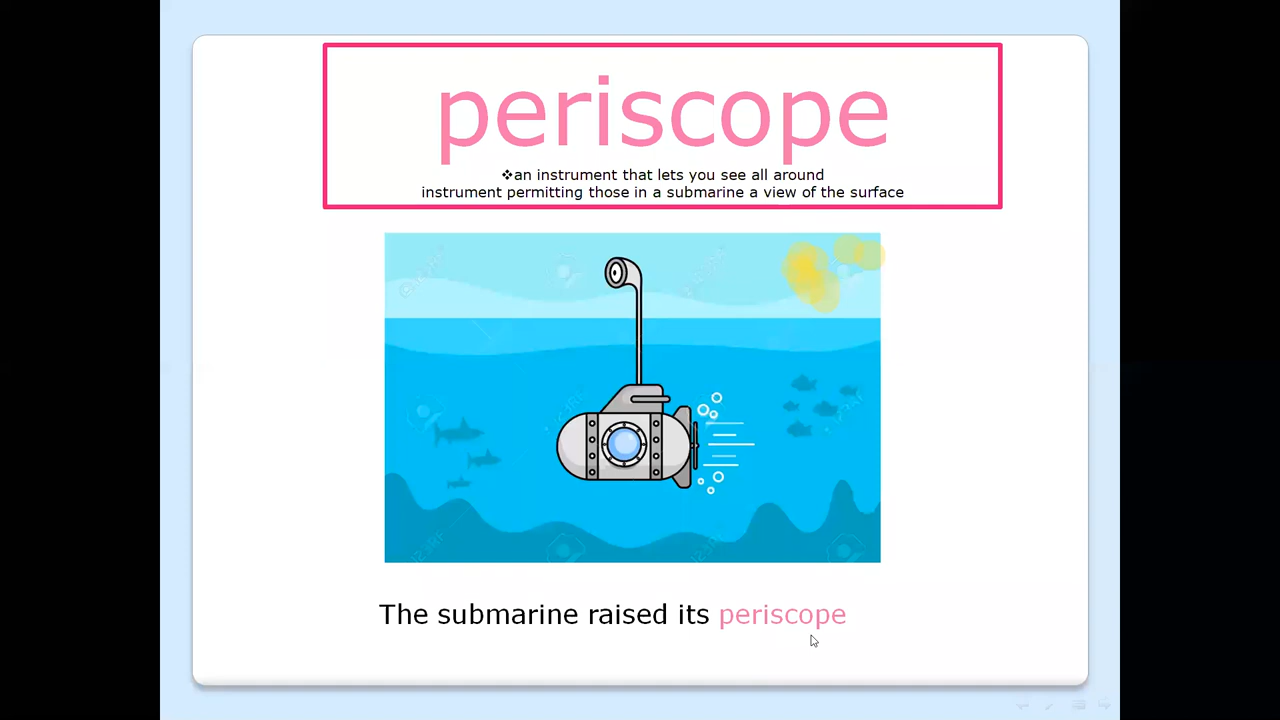 periscope
❖an instrument that lets you see all around
instrument permitting those in a submarine a view of the surface
The submarine raised its periscope